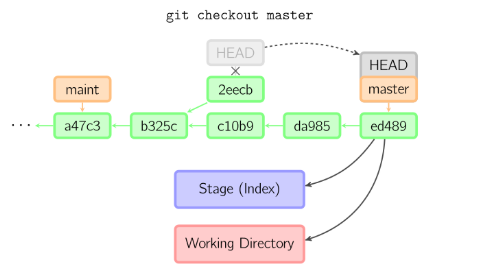 git checkout master
HEAD
HEAD
maint
2eecb
master
...
a47c3
b325c
c10b9
da985
ed489
Stage (Index)
Working Directory